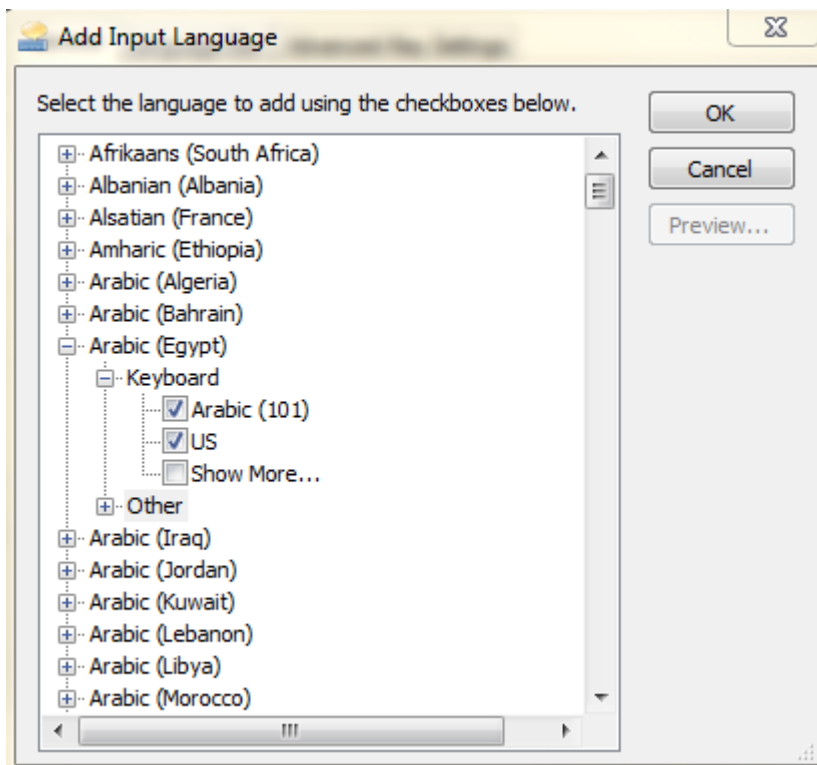 Add Input Language
Select the language to add using the checkboxes below.
OK
Cancel
Preview...
Afrikaans (South Africa)
Albanian (Albania)
Alsatian (France)
Amharic (Ethiopia)
Arabic (Algeria)
Arabic (Bahrain)
Arabic (Egypt)
Keyboard
Arabic (101)
US
Show More...
Other
Arabic (Iraq)
Arabic (Jordan)
Arabic (Kuwait)
Arabic (Lebanon)
Arabic (Libya)
Arabic (Morocco)